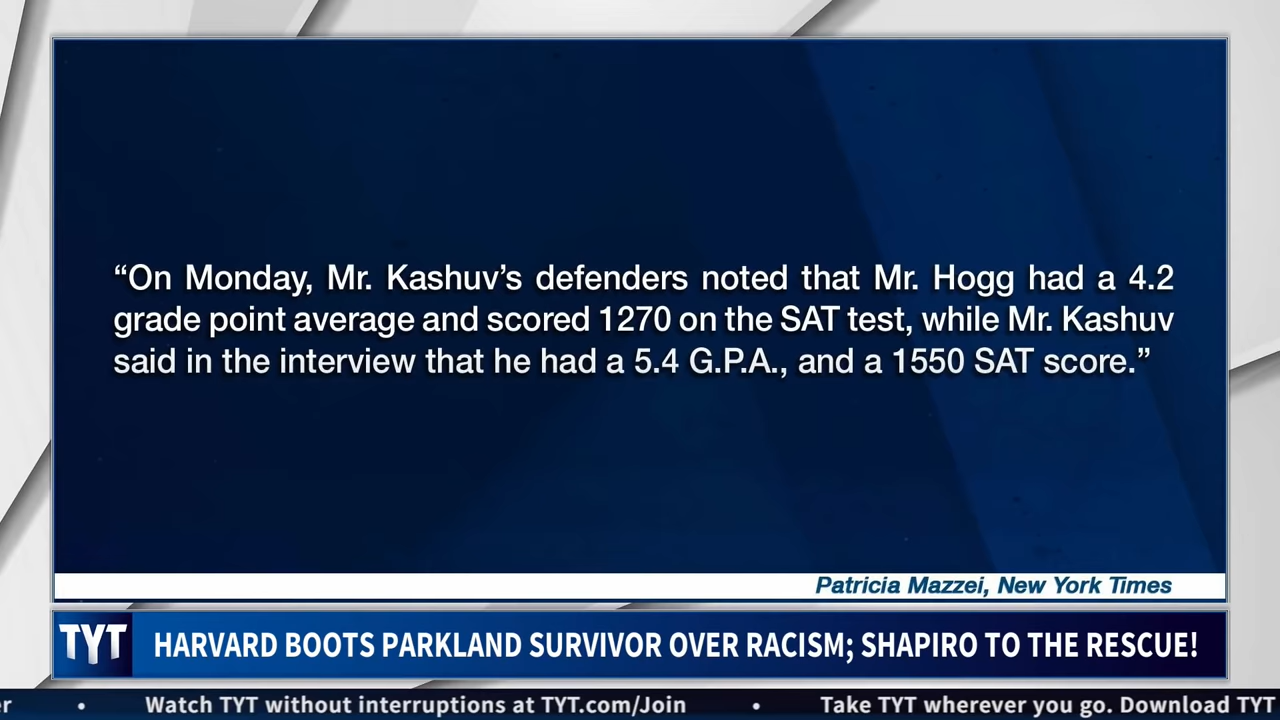 “On Monday, Mr. Kashuv’s defenders noted that Mr. Hogg had a 4.2
grade point average and scored 1270 on the SAT test, while Mr. Kashuv
said in the interview that he had a 5.4 G.P.A., and a 1550 SAT score.”
Patricia Mazzei, New York Times
TYT HARVARD BOOTS PARKLAND SURVIVOR OVER RACISM; SHAPIRO TO THE RESCUE!
er • Watch TYT without interruptions at TYT.com/Join • Take TYT wherever you go. Download TYT